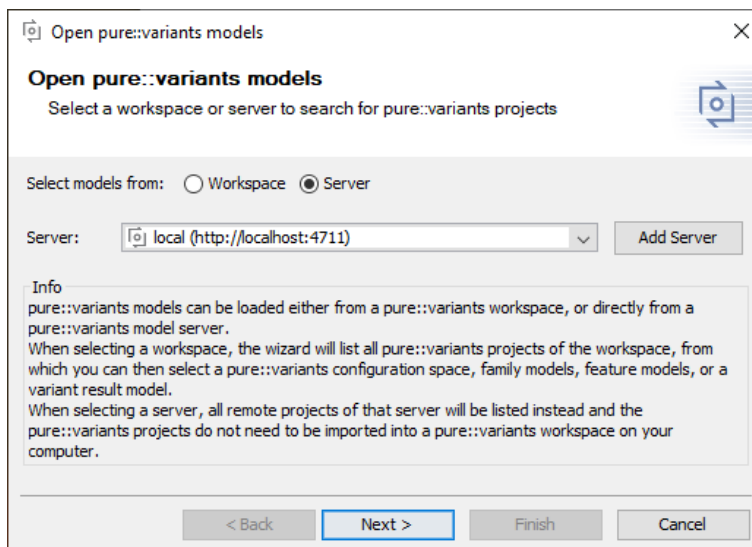 Open pure::variants models
Open pure::variants models
Select a workspace or server to search for pure::variants projects
Select models from: Workspace Server
Server: local (http://localhost:4711) Add Server
Info
pure::variants models can be loaded either from a pure::variants workspace, or directly from a
pure::variants model server.
When selecting a workspace, the wizard will list all pure::variants projects of the workspace, from
which you can then select a pure::variants configuration space, family models, feature models, or a
variant result model.
When selecting a server, all remote projects of that server will be listed instead and the
pure::variants projects do not need to be imported into a pure::variants workspace on your
computer.
< Back Next > Finish Cancel